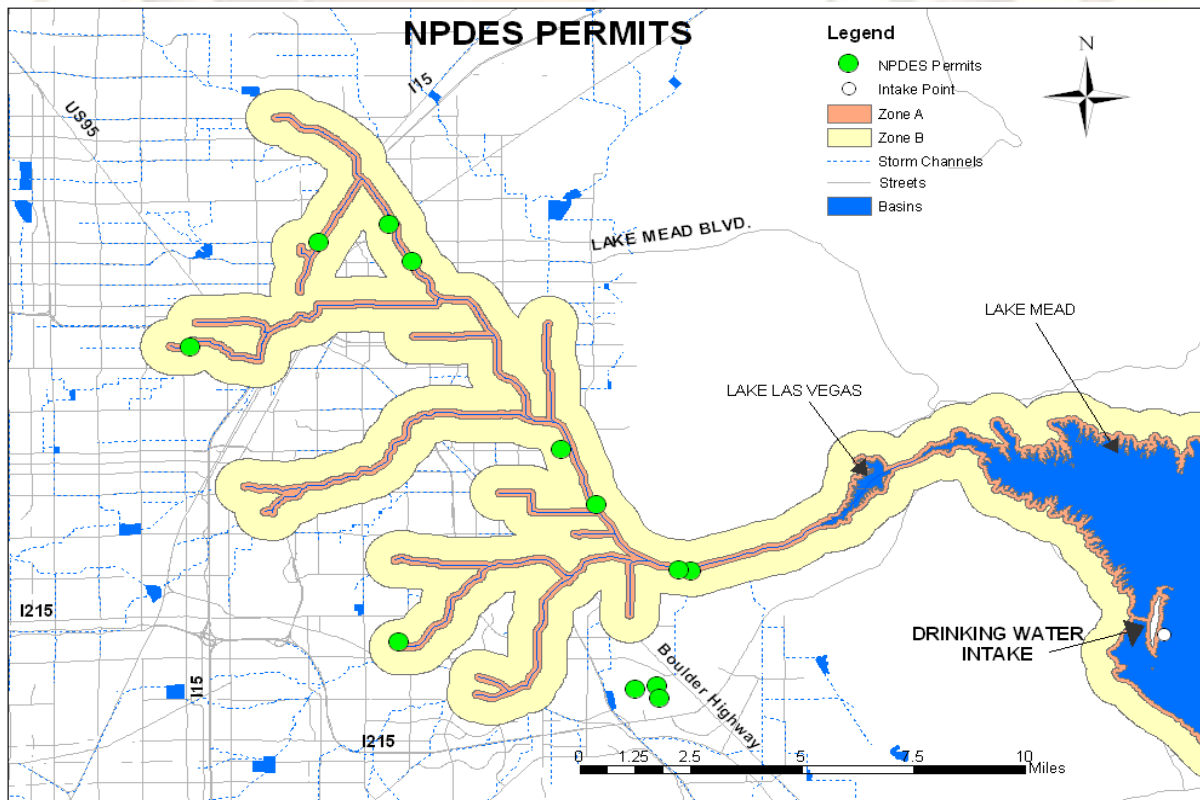 NPDES PERMITS
Legend
NPDES Permits
Intake Point
Zone A
Zone B
Storm Channels
Streets
Basins
N
I15
US95
LAKE MEAD BLVD.
LAKE MEAD
LAKE LAS VEGAS
I215
DRINKING WATER
INTAKE
Boulder Highway
I15
I215
0 1.25 2.5 5 7.5 10
Miles